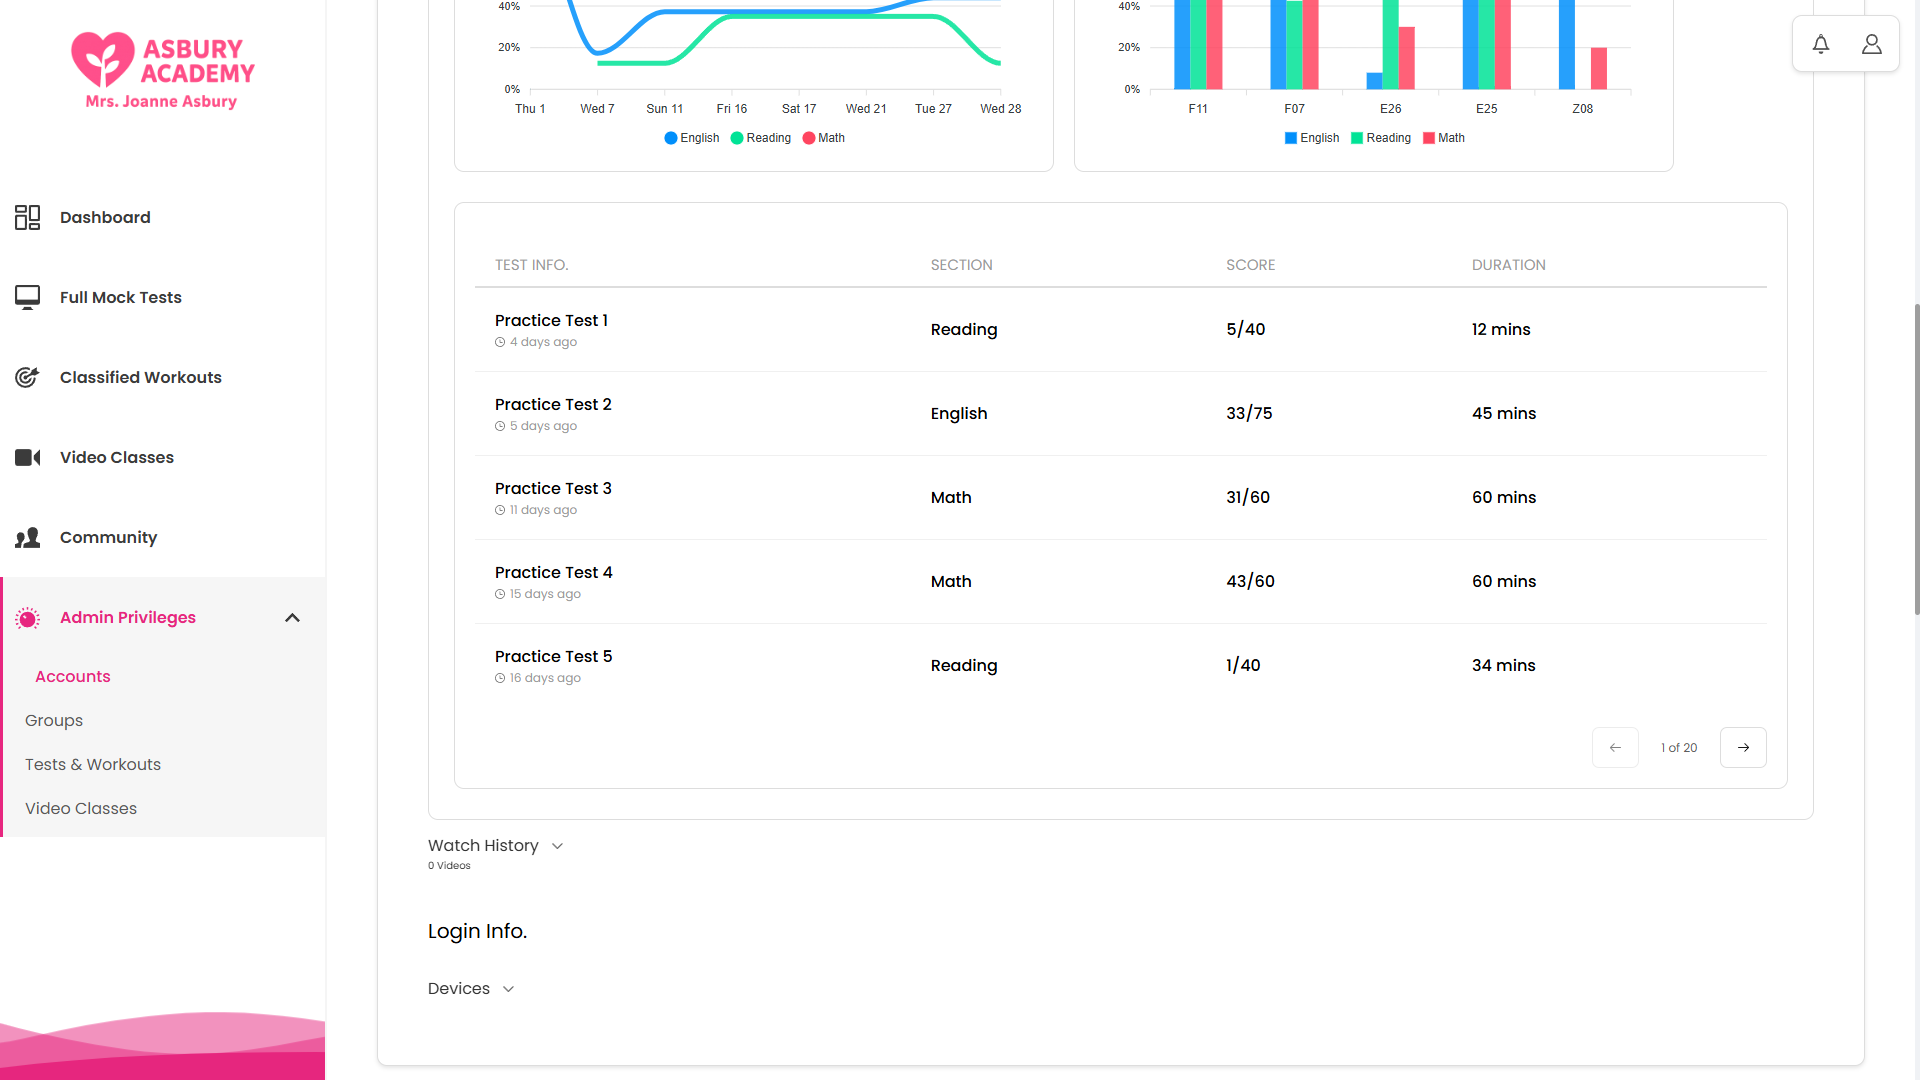 ASBURY
ACADEMY
Mrs. Joanne Asbury
Dashboard
Full Mock Tests
Classified Workouts
Video Classes
Community
Admin Privileges
Accounts
Groups
Tests & Workouts
Video Classes
40%
20%
0%
Thu 1 Wed 7 Sun 11 Fri 16 Sat 17 Wed 21 Tue 27 Wed 28
English Reading Math
40%
20%
0%
F11 F07 E26 E25 Z08
English Reading Math
TEST INFO. SECTION SCORE DURATION
Practice Test 1
4 days ago
Reading 5/40 12 mins
Practice Test 2
5 days ago
English 33/75 45 mins
Practice Test 3
11 days ago
Math 31/60 60 mins
Practice Test 4
15 days ago
Math 43/60 60 mins
Practice Test 5
16 days ago
Reading 1/40 34 mins
1 of 20
Watch History
0 Videos
Login Info.
Devices